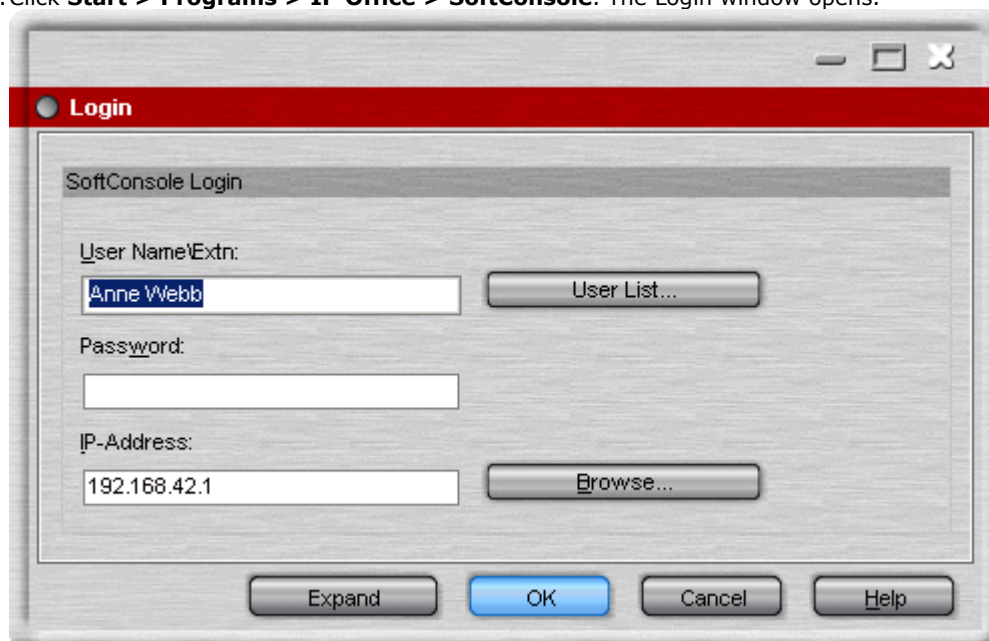 . Click Start > Programs > IP Office > SoftConsole. The Login window opens.
Login
SoftConsole Login
User Name\Extn:
Anne Webb
User List...
Password:
IP-Address:
192.168.42.1
Browse...
Expand
OK
Cancel
Help